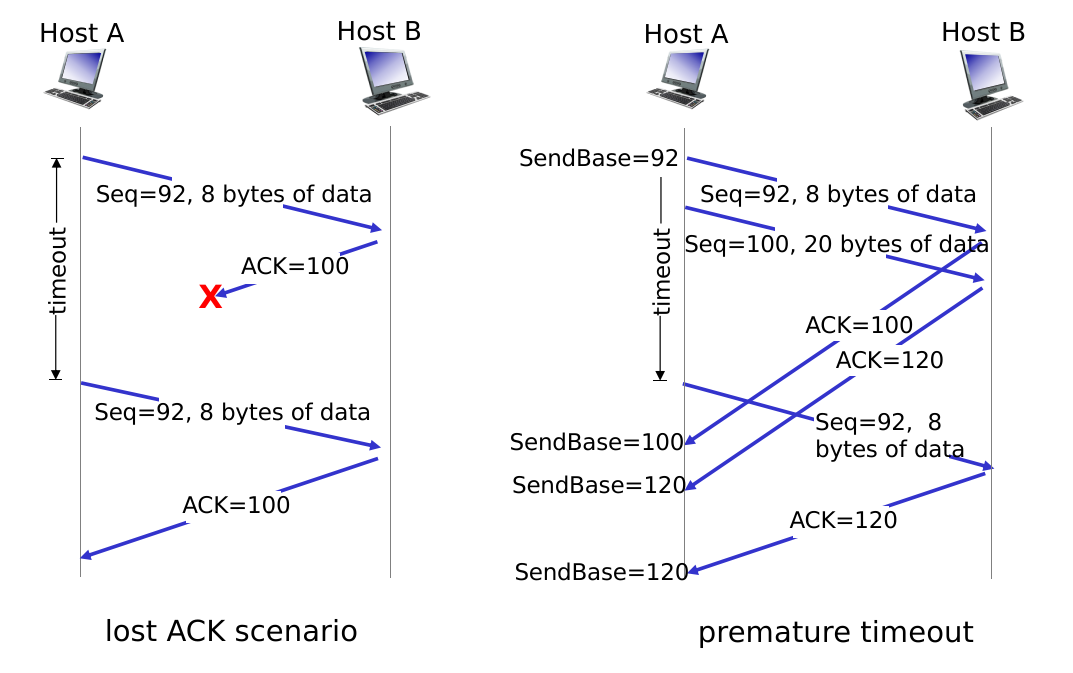 Host A
Host B
timeout
Seq=92, 8 bytes of data
ACK=100
X
Seq=92, 8 bytes of data
ACK=100
lost ACK scenario
Host A
Host B
SendBase=92
timeout
Seq=92, 8 bytes of data
Seq=100, 20 bytes of data
ACK=100
ACK=120
Seq=92,  8
bytes of data
SendBase=100
SendBase=120
ACK=120
SendBase=120
premature timeout